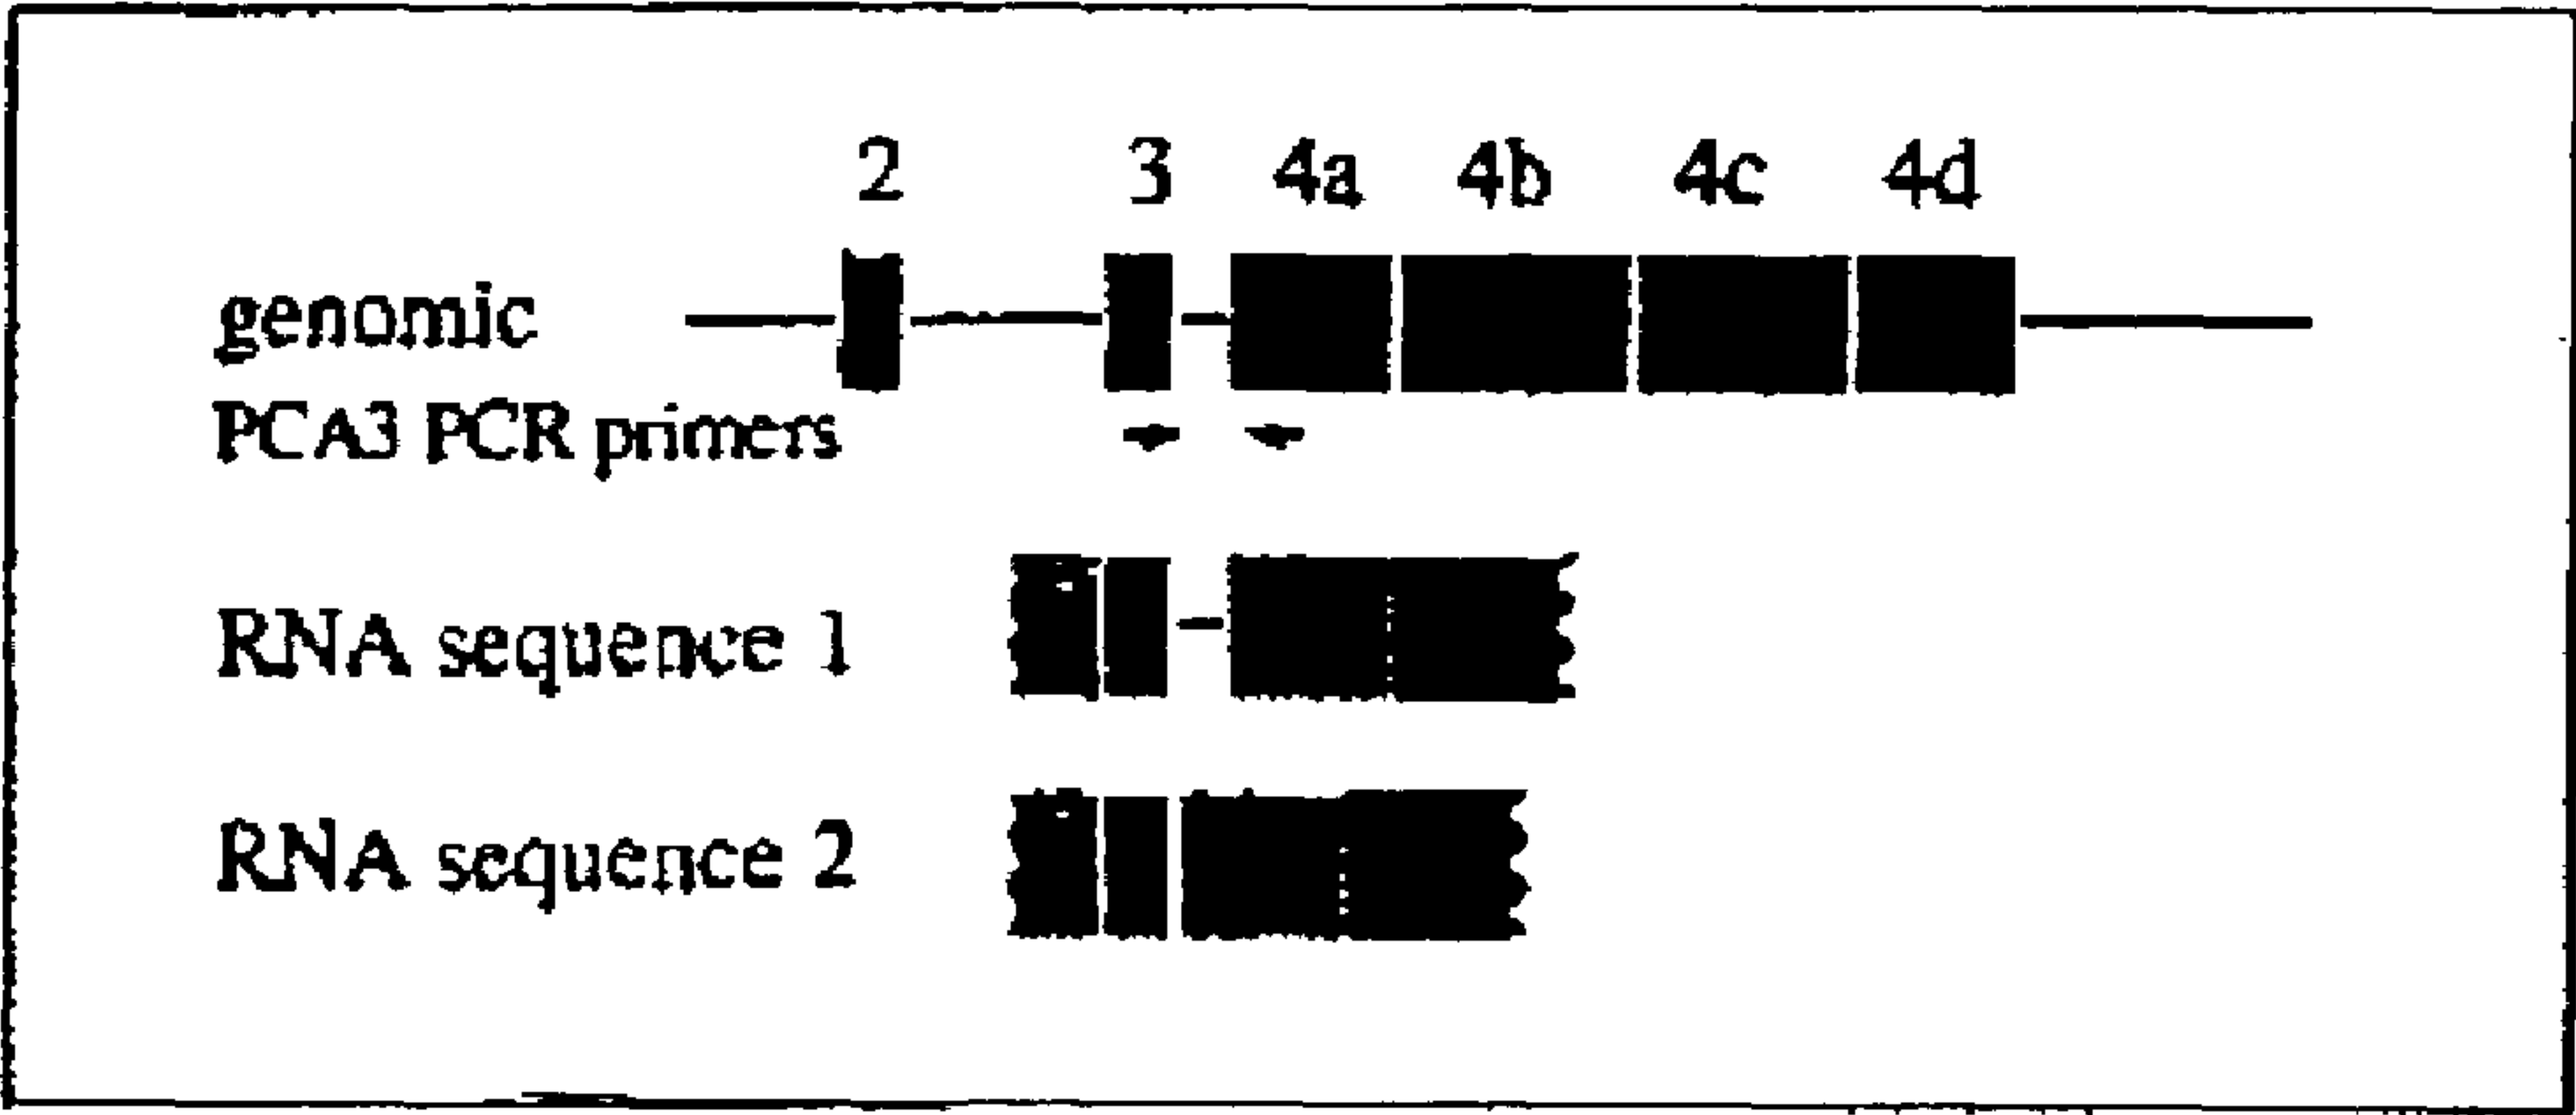 2 3 4a 4b 4c 4d
genomic
PCA3 PCR primers
RNA sequence 1
RNA sequence 2